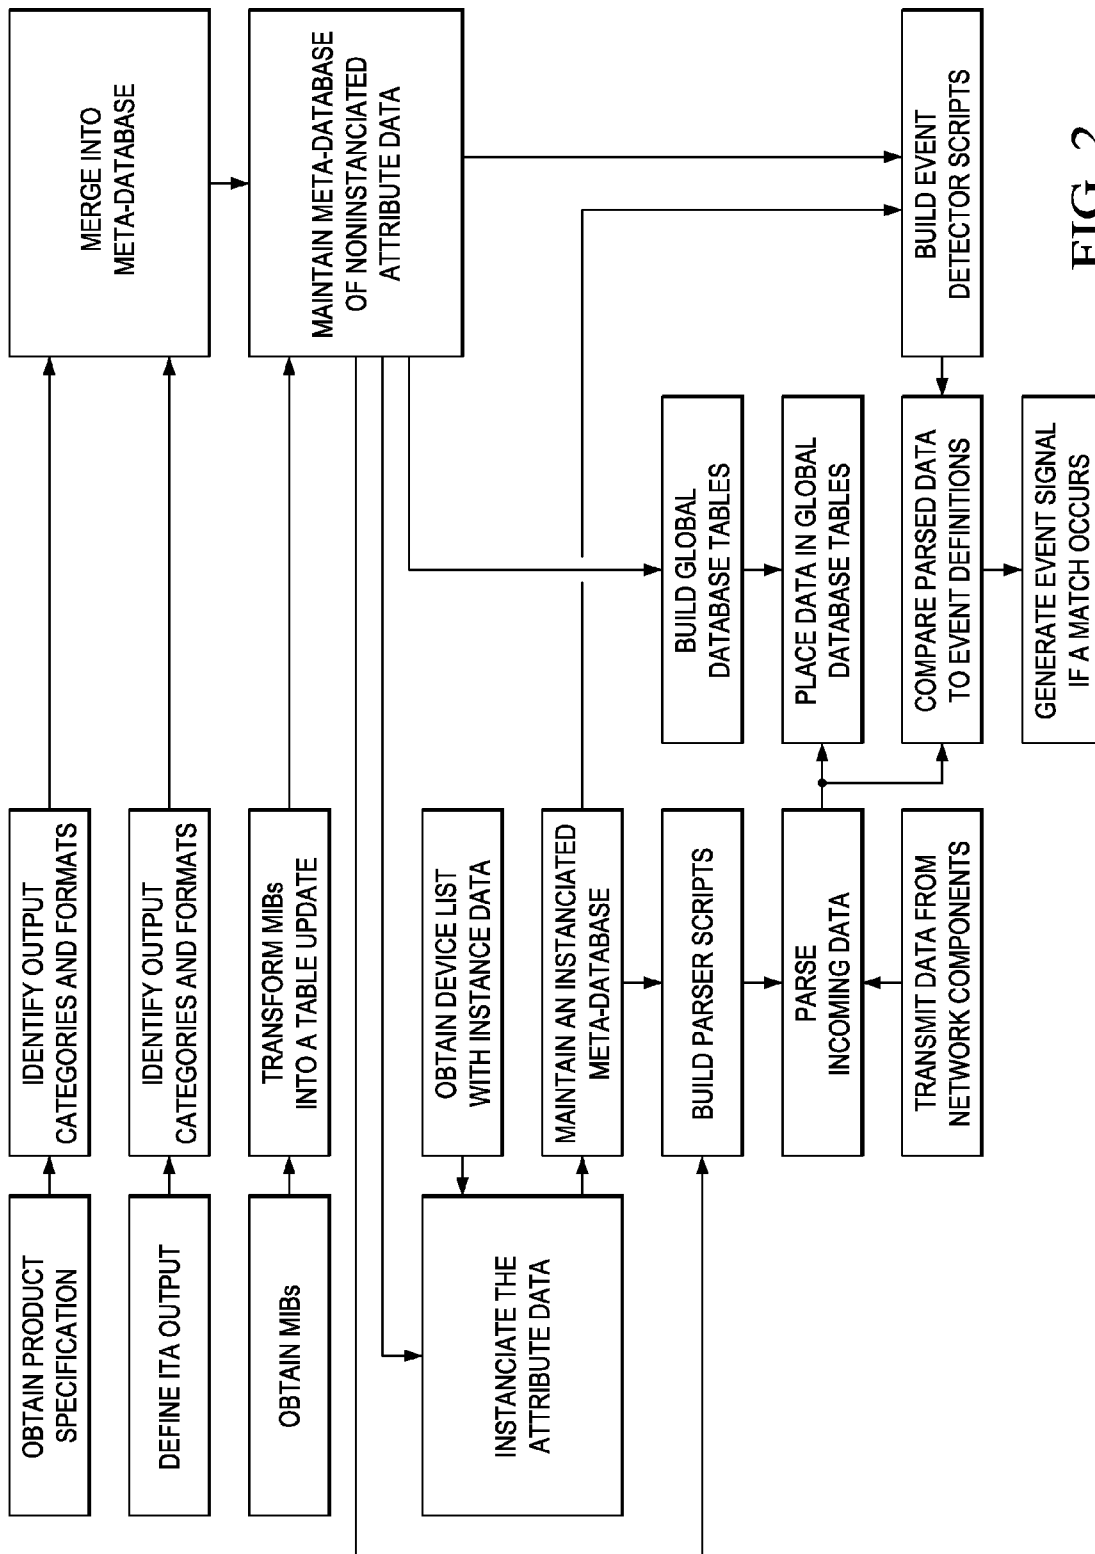 OBTAIN PRODUCT
SPECIFICATION
IDENTIFY OUTPUT
CATEGORIES AND FORMATS
MERGE INTO
META-DATABASE
DEFINE ITA OUTPUT
IDENTIFY OUTPUT
CATEGORIES AND FORMATS
OBTAIN MIBs
TRANSFORM MIBs
INTO A TABLE UPDATE
MAINTAIN META-DATABASE
OF NONINSTANCIATED
ATTRIBUTE DATA
INSTANCIATE THE
ATTRIBUTE DATA
OBTAIN DEVICE LIST
WITH INSTANCE DATA
MAINTAIN AN INSTANCIATED
META-DATABASE
BUILD PARSER SCRIPTS
BUILD GLOBAL
DATABASE TABLES
PARSE
INCOMING DATA
PLACE DATA IN GLOBAL
DATABASE TABLES
TRANSMIT DATA FROM
NETWORK COMPONENTS
COMPARE PARSED DATA
TO EVENT DEFINITIONS
BUILD EVENT
DETECTOR SCRIPTS
GENERATE EVENT SIGNAL
IF A MATCH OCCURS
FIG. 2